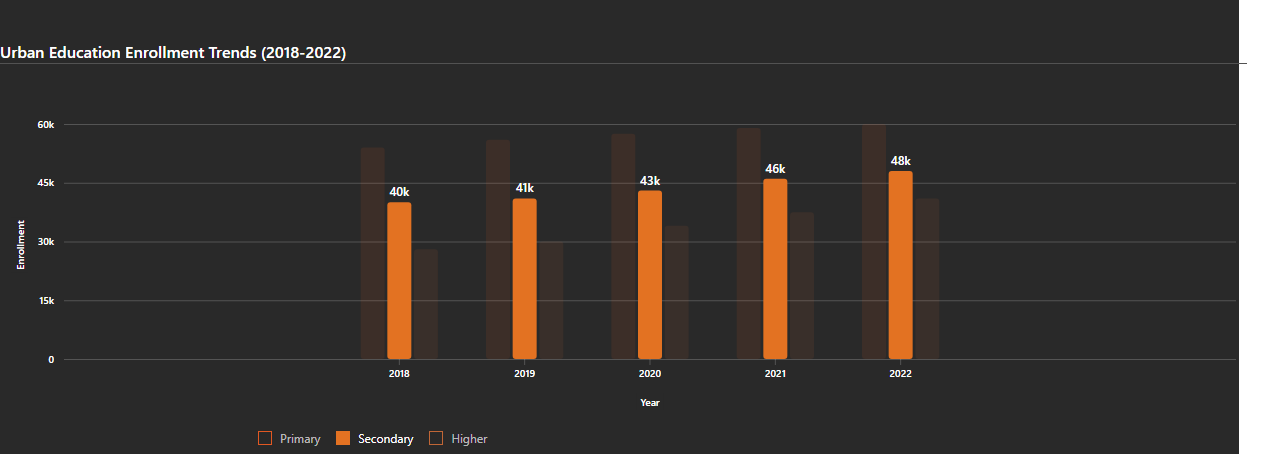 Urban Education Enrollment Trends (2018-2022)
60k
45k
30k
15k
0
Enrollment
40k
41k
43k
46k
48k
2018 2019 2020 2021 2022
Year
Primary Secondary Higher